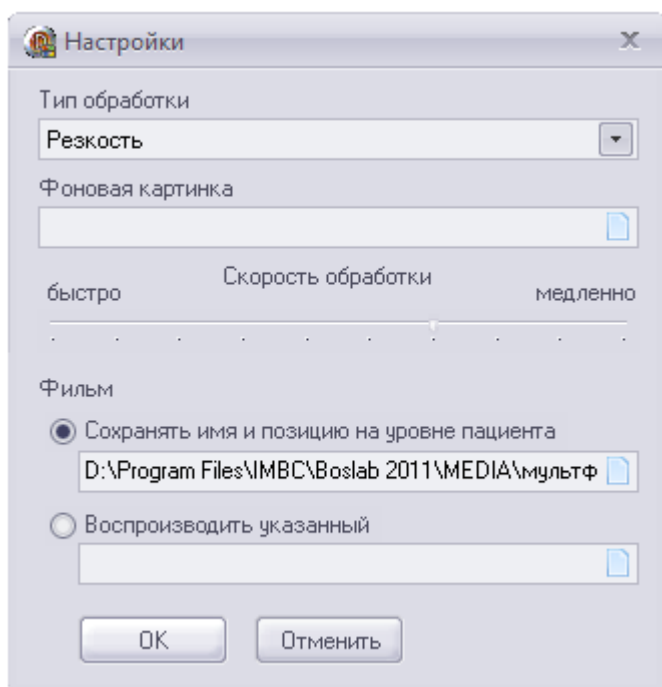 Настройки
Тип обработки
Резкость
Фоновая картинка
Скорость обработки
быстро медленно
Фильм
Сохранять имя и позицию на уровне пациента
D:\Program Files\IMBC\Boslab 2011\MEDIA\мультф
Воспроизводить указанный
OK Отменить